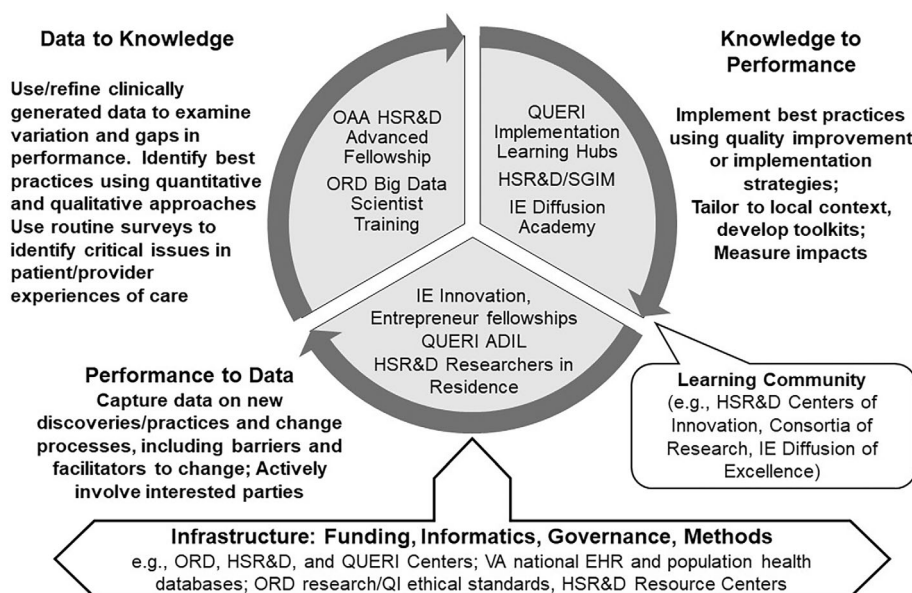 Data to Knowledge
Use/refine clinically
generated data to examine
variation and gaps in
performance. Identify best
practices using quantitative
and qualitative approaches
Use routine surveys to
identify critical issues in
patient/provider
experiences of care
OAA HSR&D
Advanced
Fellowship
ORD Big Data
Scientist
Training
QUERI
Implementation
Learning Hubs
HSR&D/SGIM
IE Diffusion
Academy
Knowledge to
Performance
Implement best practices
using quality improvement
or implementation
strategies;
Tailor to local context,
develop toolkits;
Measure impacts
IE Innovation,
Entrepreneur fellowships
QUERI ADIL
HSR&D Researchers in
Residence
Performance to Data
Capture data on new
discoveries/practices and change
processes, including barriers and
facilitators to change; Actively
involve interested parties
Learning Community
(e.g., HSR&D Centers of
Innovation, Consortia of
Research, IE Diffusion of
Excellence)
Infrastructure: Funding, Informatics, Governance, Methods
e.g., ORD, HSR&D, and QUERI Centers; VA national EHR and population health
databases; ORD research/QI ethical standards, HSR&D Resource Centers